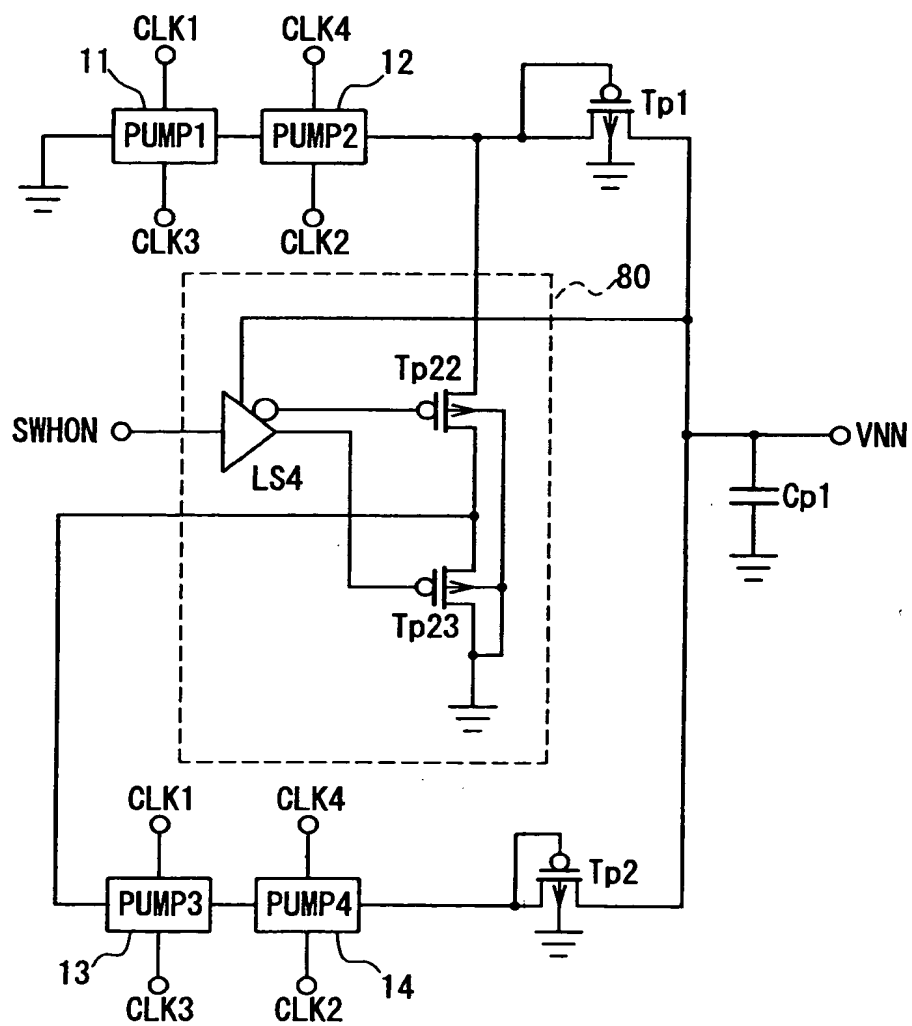 CLK1
CLK4
11
12
PUMP1
PUMP2
Tp1
CLK3
CLK2
80
Tp22
SWHON
LS4
VNN
Cp1
Tp23
CLK1
CLK4
PUMP3
PUMP4
Tp2
13
14
CLK3
CLK2